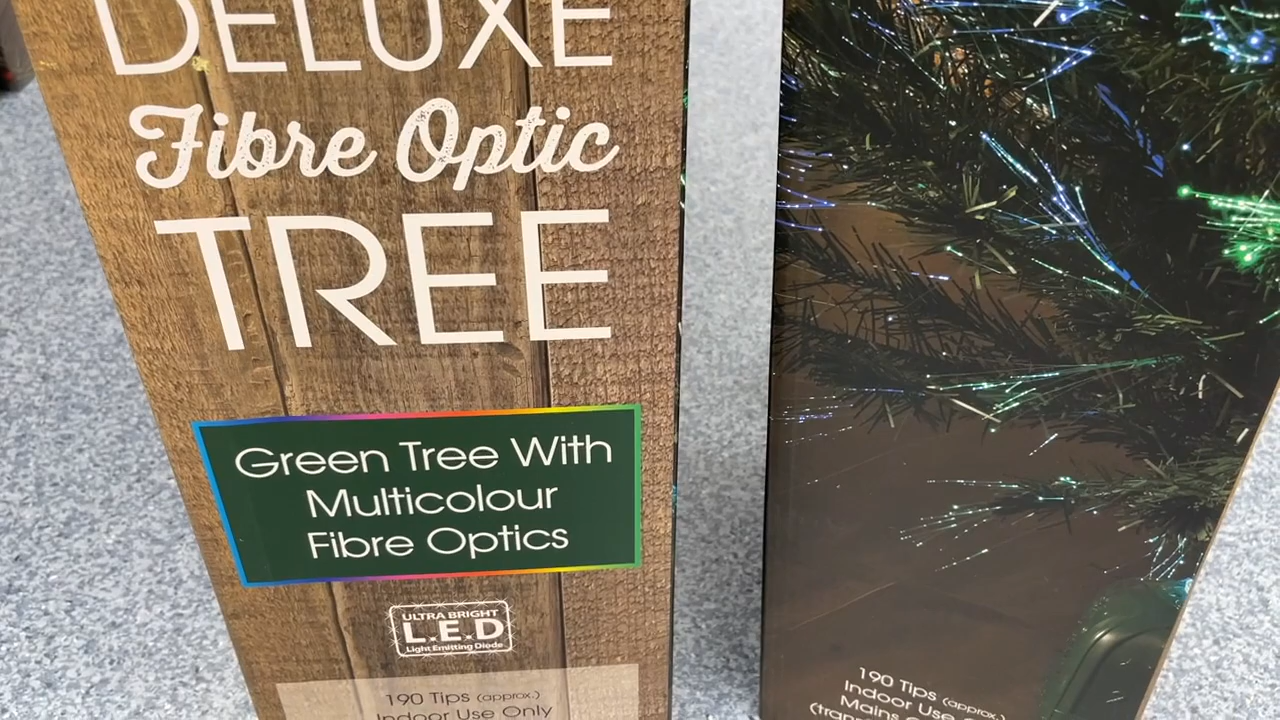 DELUXE
Fibre Optic
TREE
Green Tree With
Multicolour
Fibre Optics
ULTRA BRIGHT
L.E.D
Light Emitting Diode
190 Tips (approx.)
Indoor Use Only
190 Tips (approx.)
Indoor Use
Mains